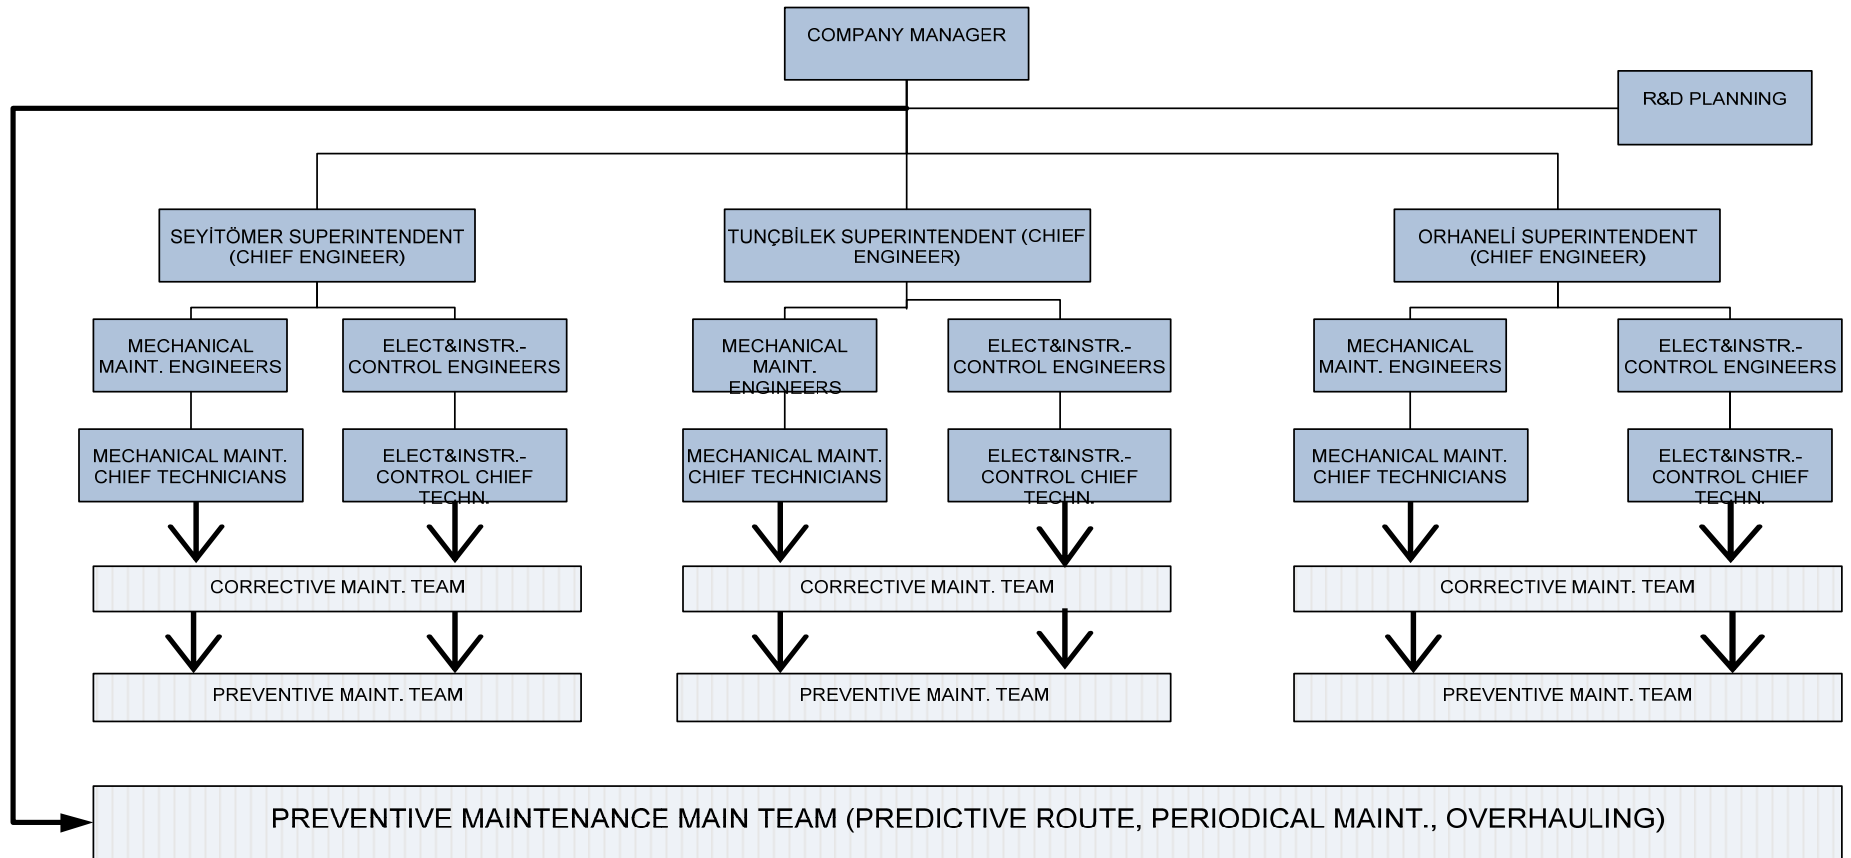 COMPANY MANAGER
R&D PLANNING
SEYİTÖMER SUPERINTENDENT
(CHIEF ENGINEER)
TUNÇBİLEK SUPERINTENDENT (CHIEF
ENGINEER)
ORHANELİ SUPERINTENDENT
(CHIEF ENGINEER)
MECHANICAL
MAINT. ENGINEERS
ELECT&INSTR.-
CONTROL ENGINEERS
MECHANICAL
MAINT.
ENGINEERS
ELECT&INSTR.-
CONTROL ENGINEERS
MECHANICAL
MAINT. ENGINEERS
ELECT&INSTR.-
CONTROL ENGINEERS
MECHANICAL MAINT.
CHIEF TECHNICIANS
ELECT&INSTR.-
CONTROL CHIEF
TECHN.
MECHANICAL MAINT.
CHIEF TECHNICIANS
ELECT&INSTR.-
CONTROL CHIEF
TECHN.
MECHANICAL MAINT.
CHIEF TECHNICIANS
ELECT&INSTR.-
CONTROL CHIEF
TECHN.
CORRECTIVE MAINT. TEAM
CORRECTIVE MAINT. TEAM
CORRECTIVE MAINT. TEAM
PREVENTIVE MAINT. TEAM
PREVENTIVE MAINT. TEAM
PREVENTIVE MAINT. TEAM
PREVENTIVE MAINTENANCE MAIN TEAM (PREDICTIVE ROUTE, PERIODICAL MAINT., OVERHAULING)